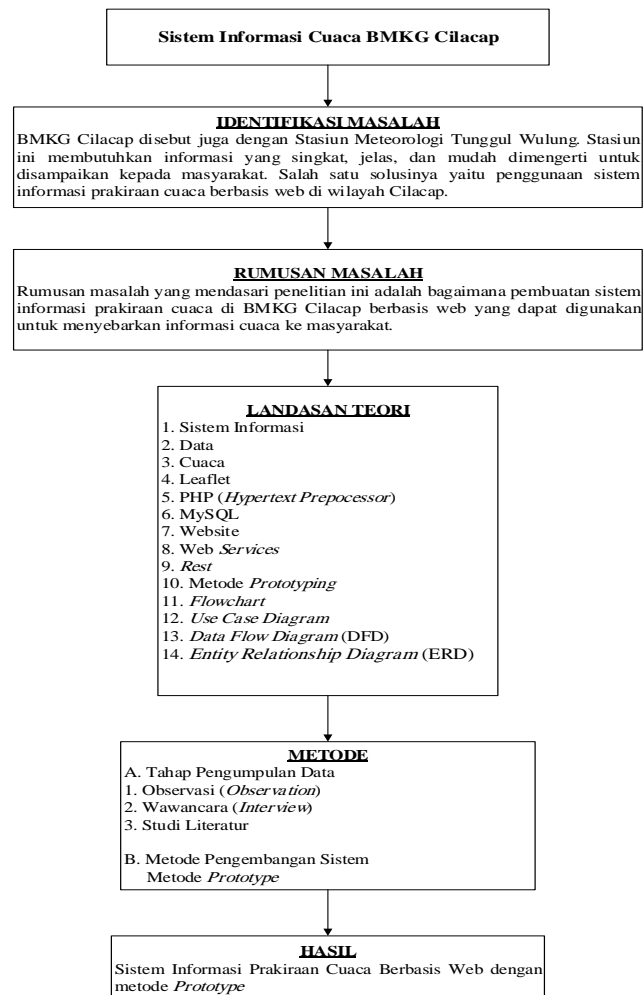 Sistem Informasi Cuaca BMKG Cilacap
IDENTIFIKASI MASALAH
BMKG Cilacap disebut juga dengan Stasiun Meteorologi Tunggul Wulung. Stasiun
ini membutuhkan informasi yang singkat, jelas, dan mudah dimengerti untuk
disampaikan kepada masyarakat. Salah satu solusinya yaitu penggunaan sistem
informasi prakiraan cuaca berbasis web di wilayah Cilacap.
RUMUSAN MASALAH
Rumusan masalah yang mendasari penelitian ini adalah bagaimana pembuatan sistem
informasi prakiraan cuaca di BMKG Cilacap berbasis web yang dapat digunakan
untuk menyebarkan informasi cuaca ke masyarakat.
LANDASAN TEORI
1. Sistem Informasi
2. Data
3. Cuaca
4. Leaflet
5. PHP (Hypertext Prepocessor)
6. MySQL
7. Website
8. Web Services
9. Rest
10. Metode Prototyping
11. Flowchart
12. Use Case Diagram
13. Data Flow Diagram (DFD)
14. Entity Relationship Diagram (ERD)
METODE
A. Tahap Pengumpulan Data
1. Observasi (Observation)
2. Wawancara (Interview)
3. Studi Literatur
B. Metode Pengembangan Sistem
Metode Prototype
HASIL
Sistem Informasi Prakiraan Cuaca Berbasis Web dengan
metode Prototype